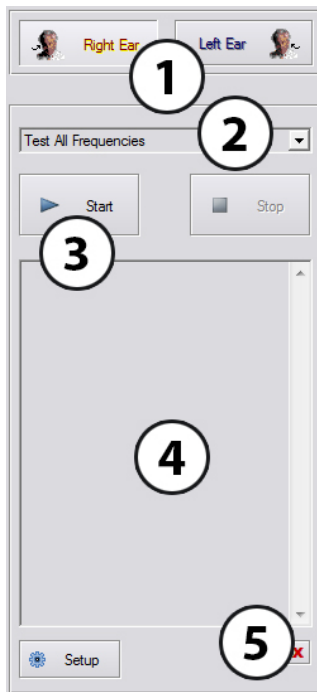 Right Ear
Left Ear
1
2
Test All Frequencies
Start
Stop
3
4
5
x
Setup